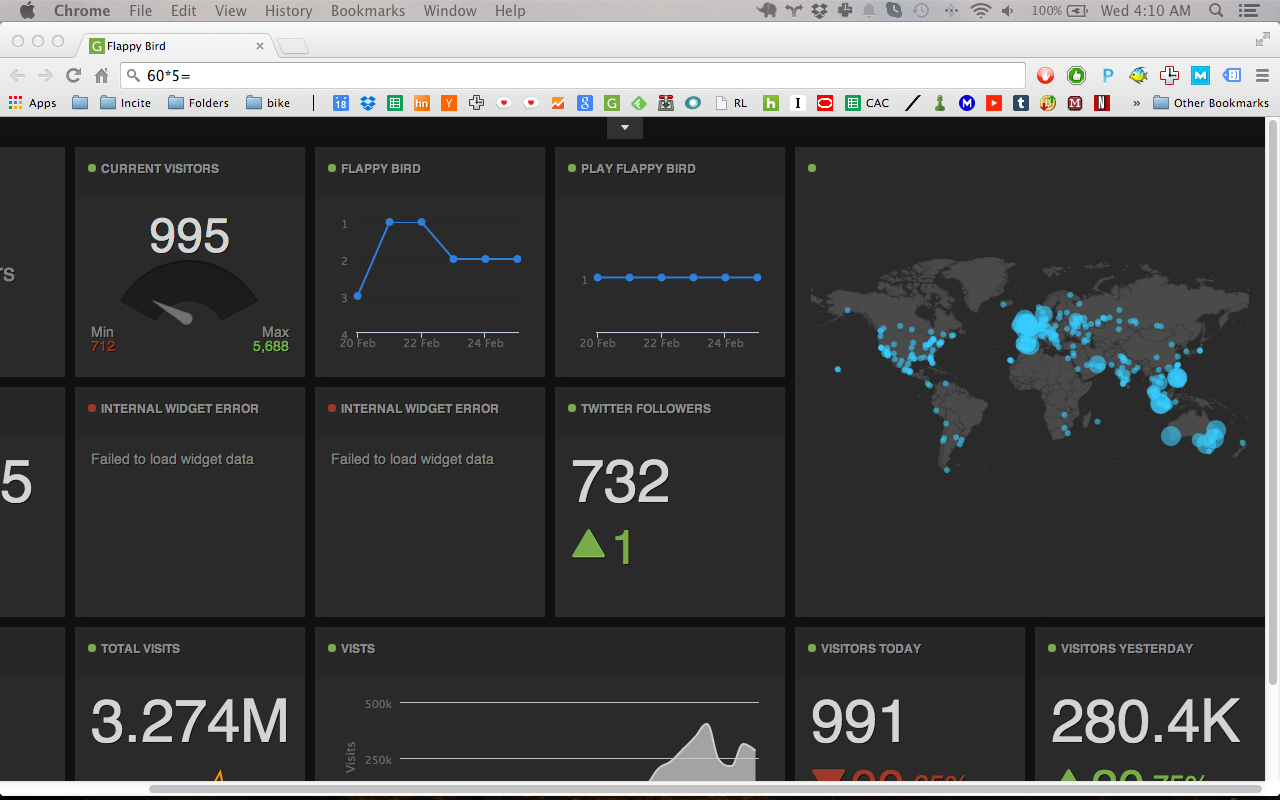 Chrome File Edit View History Bookmarks Window Help 100% Wed 4:10 AM
Flappy Bird
60*5=
Apps Incite Folders bike 18 hn RL CAC » Other Bookmarks
CURRENT VISITORS
995
Min
712
Max
5,688
FLAPPY BIRD
1
2
3
4
20 Feb 22 Feb 24 Feb
PLAY FLAPPY BIRD
1
20 Feb 22 Feb 24 Feb
5
INTERNAL WIDGET ERROR
Failed to load widget data
INTERNAL WIDGET ERROR
Failed to load widget data
TWITTER FOLLOWERS
732
1
TOTAL VISITS
3.274M
VISTS
500k
250k
Visits
VISITORS TODAY
991
VISITORS YESTERDAY
280.4K